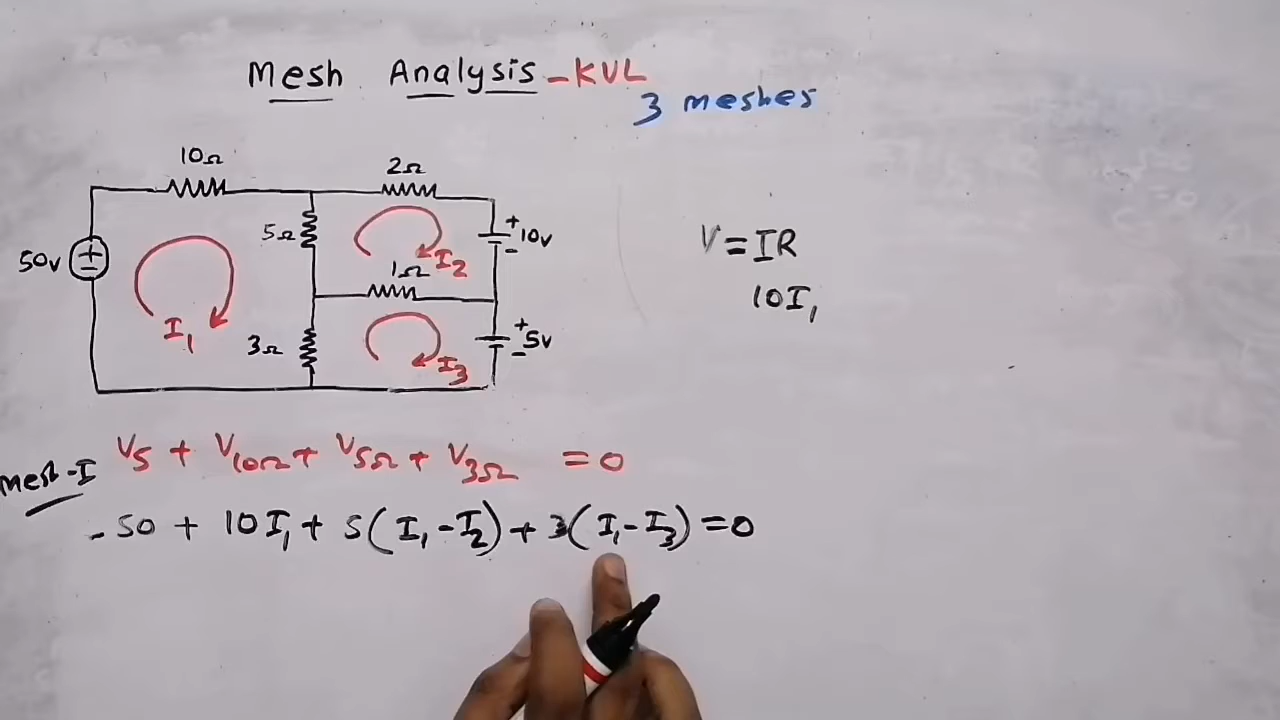 Mesh Analysis - KVL
3 meshes
10Ω
2Ω
50v
+
-
5Ω
+
10v
-
I2
1Ω
I1
3Ω
+
5v
-
I3
V = IR
10I1
Mesh-I V5 + V10Ω + V5Ω + V3Ω = 0
-50 + 10I1 + 5(I1 - I2) + 3(I1 - I3) = 0